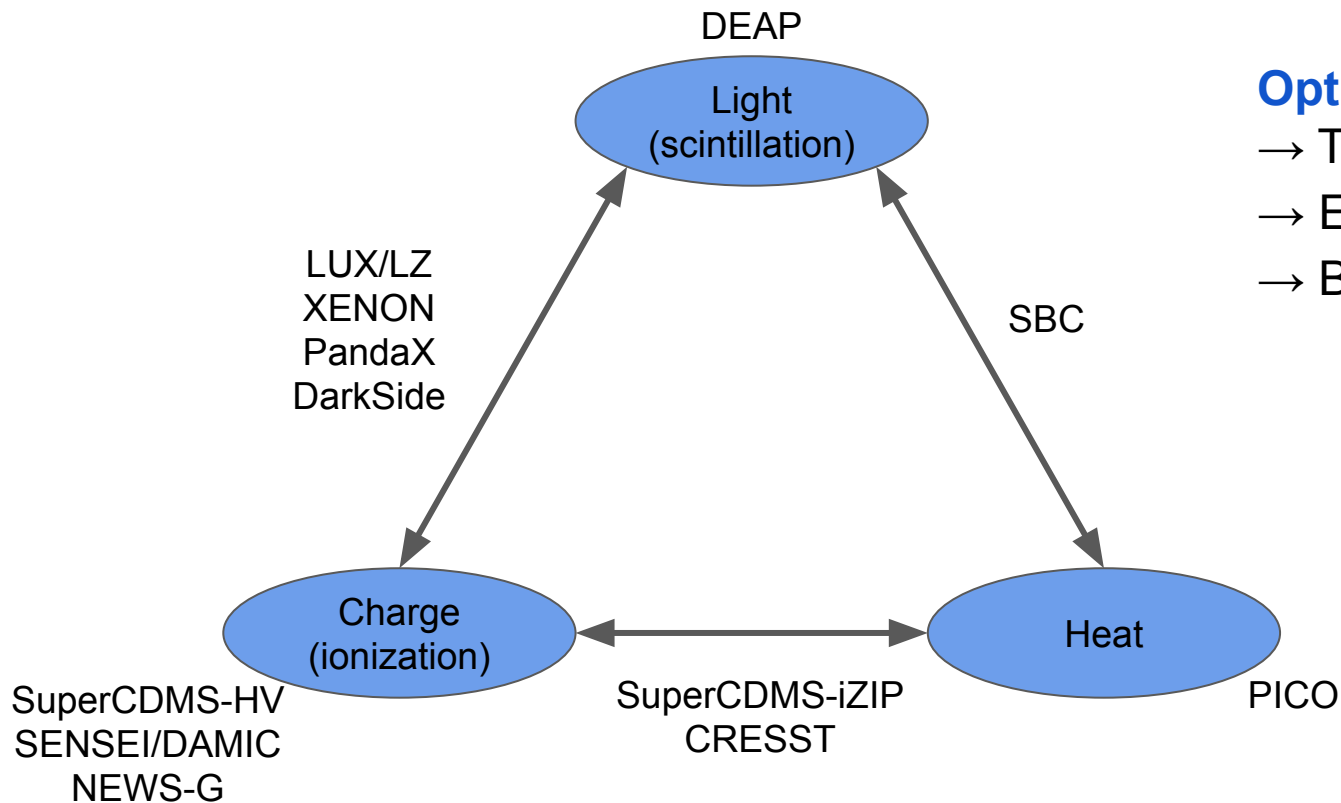 DEAP
Light
(scintillation)
Opt
→ T
→ E
→ B
LUX/LZ
XENON
PandaX
DarkSide
SBC
Charge
(ionization)
Heat
SuperCDMS-HV
SENSEI/DAMIC
NEWS-G
SuperCDMS-iZIP
CRESST
PICO